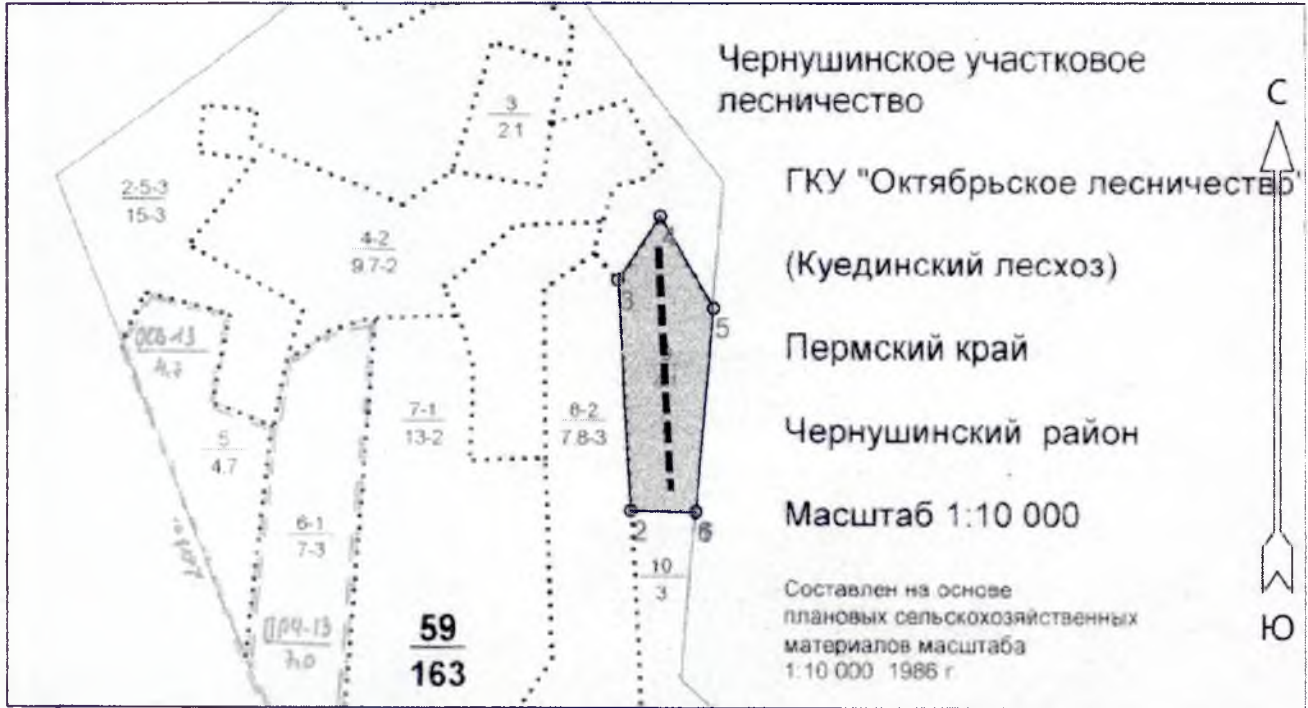 Чернушинское участковое
лесничество
С
ГКУ "Октябрьское лесничество"
(Куединский лесхоз)
Пермский край
Чернушинский район
Масштаб 1:10 000
Составлен на основе
плановых сельскохозяйственных
материалов масштаба
1:10 000 1986 г.
Ю
3
21
2-5-3
15-3
4-2
9.7-2
4
3
5
7-1
13-2
8-2
7.8-3
5
4.7
2
6
6-1
7-3
10
3
59
163